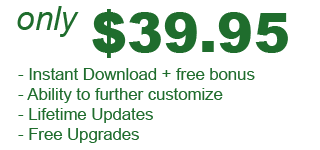 only $39.95
- Instant Download + free bonus
- Ability to further customize
- Lifetime Updates
- Free Upgrades